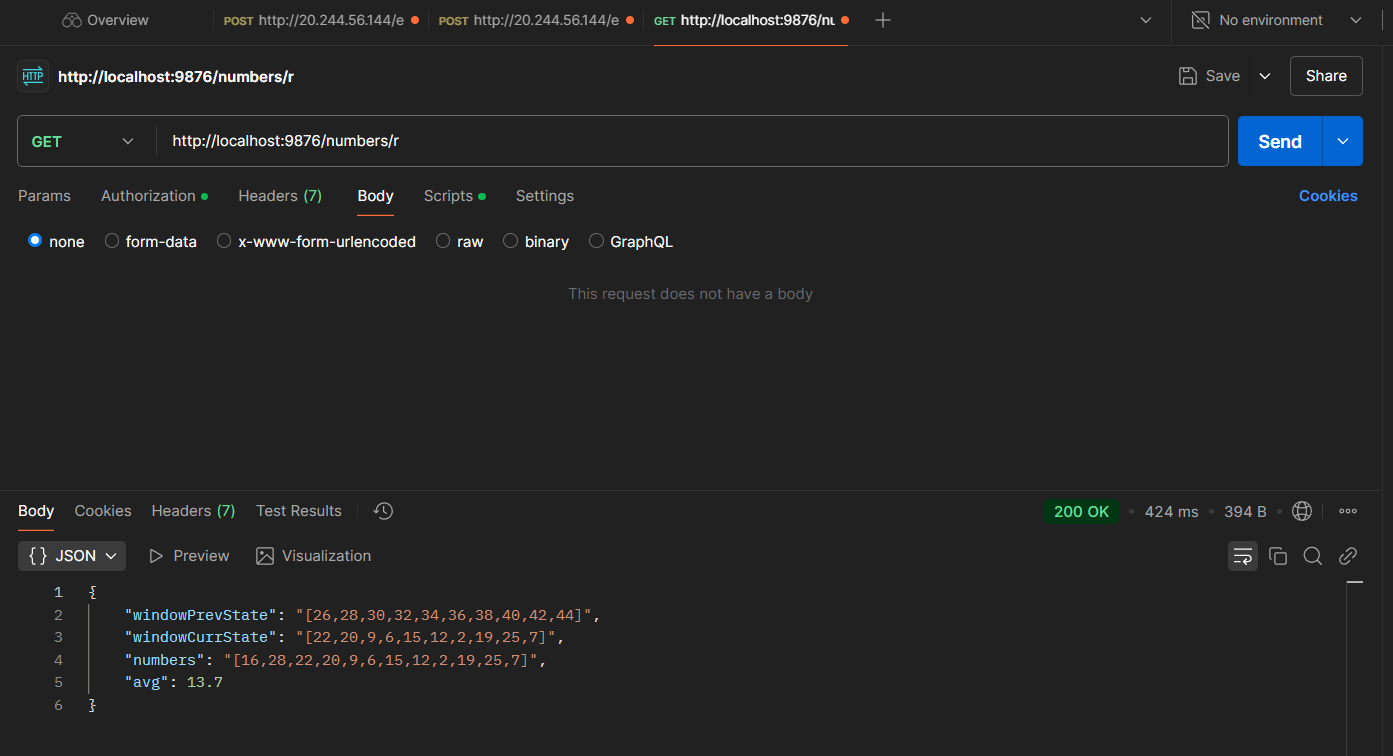 Overview POST http://20.244.56.144/e POST http://20.244.56.144/e GET http://localhost:9876/nu No environment
HTTP http://localhost:9876/numbers/r Save Share
GET http://localhost:9876/numbers/r Send
Params Authorization Headers (7) Body Scripts Settings Cookies
none form-data x-www-form-urlencoded raw binary GraphQL
This request does not have a body
Body Cookies Headers (7) Test Results 200 OK 424 ms 394 B
{} JSON Preview Visualization
1 {
2 "windowPrevState": "[26,28,30,32,34,36,38,40,42,44]",
3 "windowCurrState": "[22,20,9,6,15,12,2,19,25,7]",
4 "numbers": "[16,28,22,20,9,6,15,12,2,19,25,7]",
5 "avg": 13.7
6 }